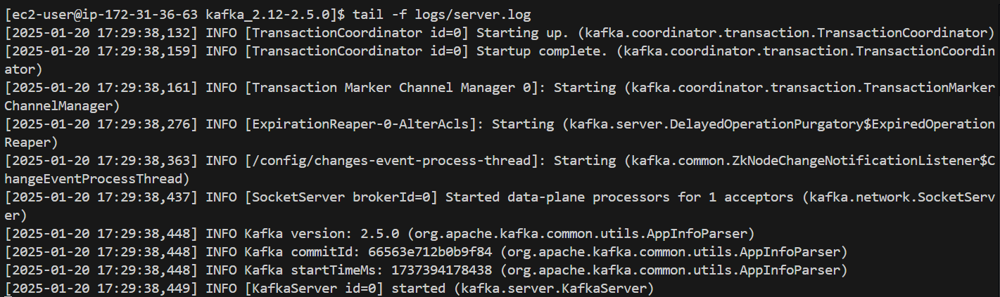 [ec2-user@ip-172-31-36-63 kafka_2.12-2.5.0]$ tail -f logs/server.log
[2025-01-20 17:29:38,132] INFO [TransactionCoordinator id=0] Starting up. (kafka.coordinator.transaction.TransactionCoordinator)
[2025-01-20 17:29:38,159] INFO [TransactionCoordinator id=0] Startup complete. (kafka.coordinator.transaction.TransactionCoordin
ator)
[2025-01-20 17:29:38,161] INFO [Transaction Marker Channel Manager 0]: Starting (kafka.coordinator.transaction.TransactionMarker
ChannelManager)
[2025-01-20 17:29:38,276] INFO [ExpirationReaper-0-AlterAcls]: Starting (kafka.server.DelayedOperationPurgatory$ExpiredOperation
Reaper)
[2025-01-20 17:29:38,363] INFO [/config/changes-event-process-thread]: Starting (kafka.common.ZkNodeChangeNotificationListener$C
hangeEventProcessThread)
[2025-01-20 17:29:38,437] INFO [SocketServer brokerId=0] Started data-plane processors for 1 acceptors (kafka.network.SocketServ
er)
[2025-01-20 17:29:38,448] INFO Kafka version: 2.5.0 (org.apache.kafka.common.utils.AppInfoParser)
[2025-01-20 17:29:38,448] INFO Kafka commitId: 66563e712b0b9f84 (org.apache.kafka.common.utils.AppInfoParser)
[2025-01-20 17:29:38,448] INFO Kafka startTimeMs: 1737394178438 (org.apache.kafka.common.utils.AppInfoParser)
[2025-01-20 17:29:38,449] INFO [KafkaServer id=0] started (kafka.server.KafkaServer)